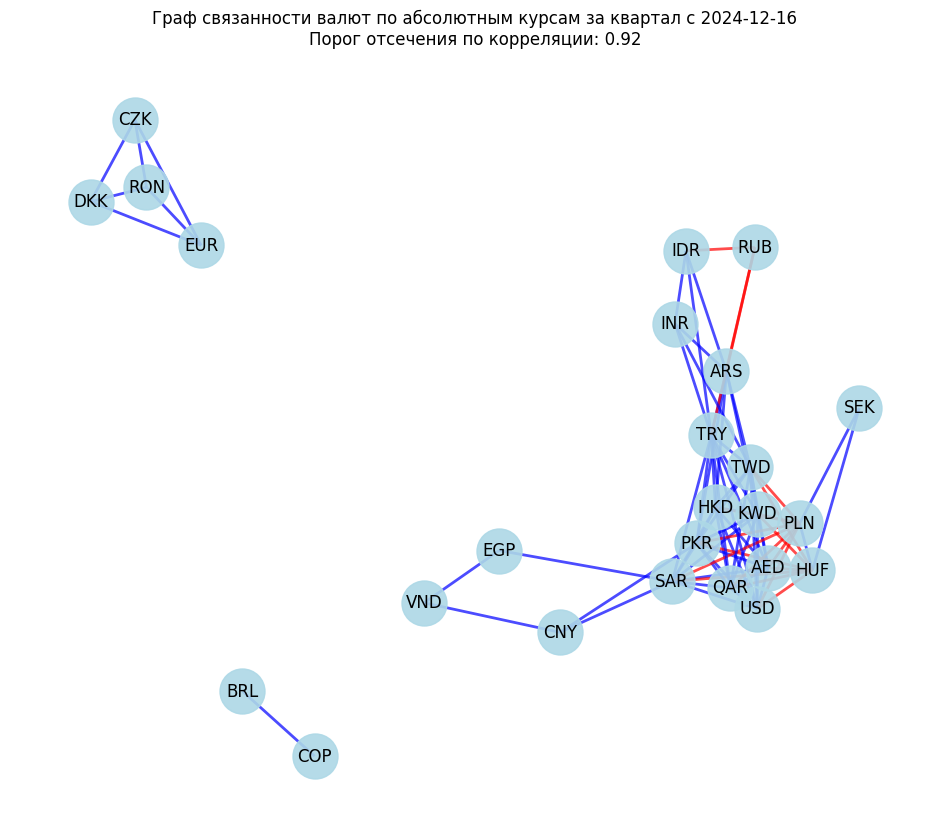 Граф связанности валют по абсолютным курсам за квартал с 2024-12-16
Порог отсечения по корреляции: 0.92
CZK
RON
DKK
EUR
IDR
RUB
INR
ARS
SEK
TRY
TWD
HKD
KWD
PLN
PKR
EGP
AED
HUF
SAR
QAR
VND
USD
CNY
BRL
COP